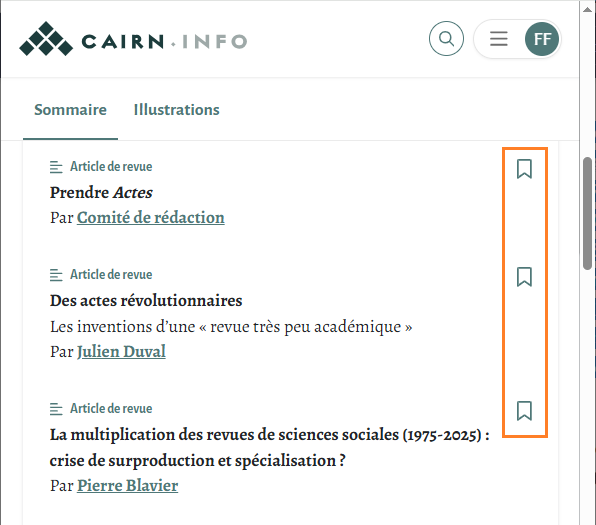 CAIRN·INFO
FF
Sommaire Illustrations
Article de revue
Prendre Actes
Par Comité de rédaction
Article de revue
Des actes révolutionnaires
Les inventions d’une « revue très peu académique »
Par Julien Duval
Article de revue
La multiplication des revues de sciences sociales (1975-2025) :
crise de surproduction et spécialisation ?
Par Pierre Blavier